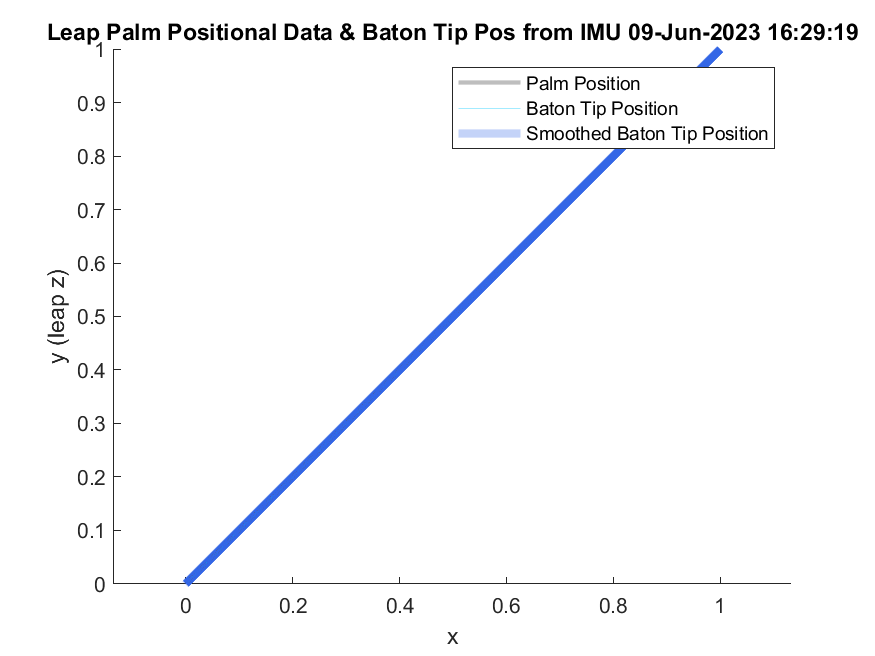 Leap Palm Positional Data & Baton Tip Pos from IMU 09-Jun-2023 16:29:19
Palm Position
Baton Tip Position
Smoothed Baton Tip Position
1
0.9
0.8
0.7
0.6
0.5
0.4
0.3
0.2
0.1
0
y (leap z)
0 0.2 0.4 0.6 0.8 1
x